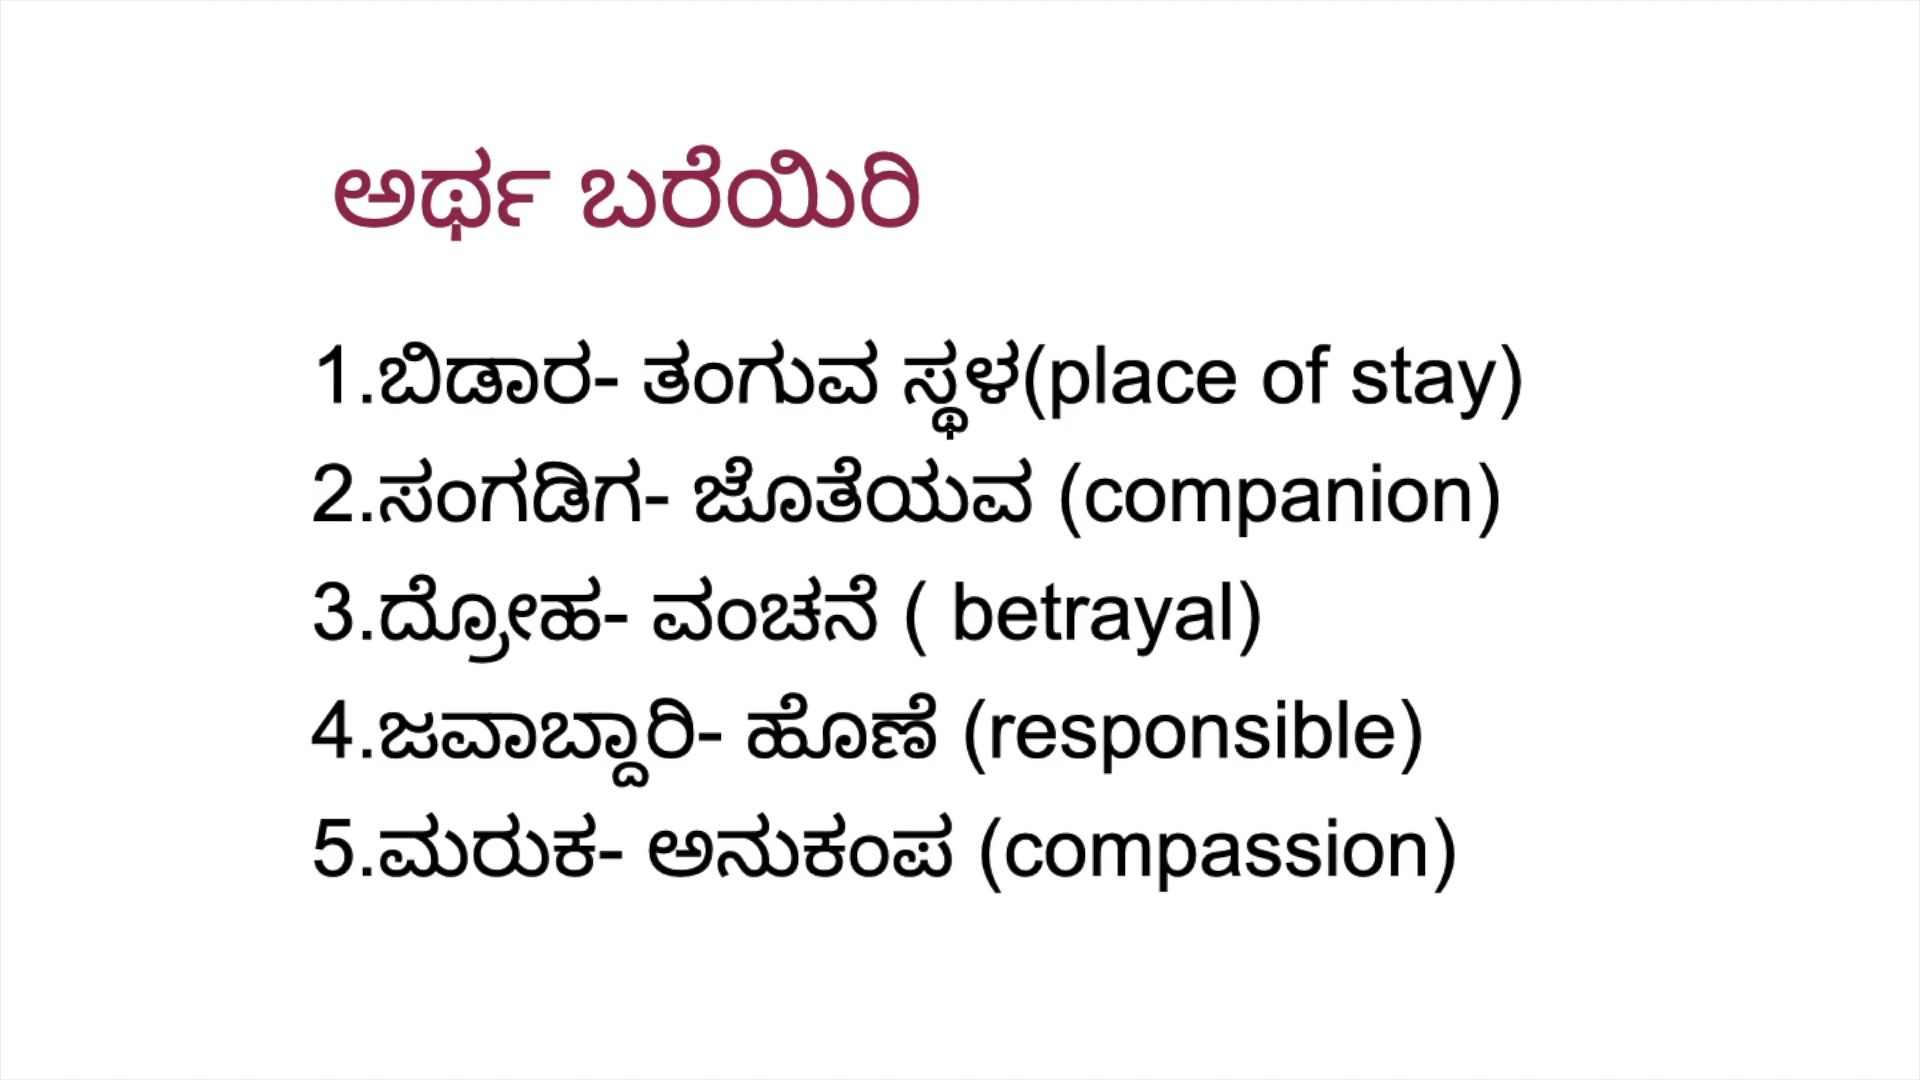 ಅರ್ಥ ಬರೆಯಿರಿ
1.ಬಿಡಾರ- ತಂಗುವ ಸ್ಥಳ(place of stay)
2.ಸಂಗಡಿಗ- ಜೊತೆಯವ (companion)
3.ದ್ರೋಹ- ವಂಚನೆ ( betrayal)
4.ಜವಾಬ್ದಾರಿ- ಹೊಣೆ (responsible)
5.ಮರುಕ- ಅನುಕಂಪ (compassion)